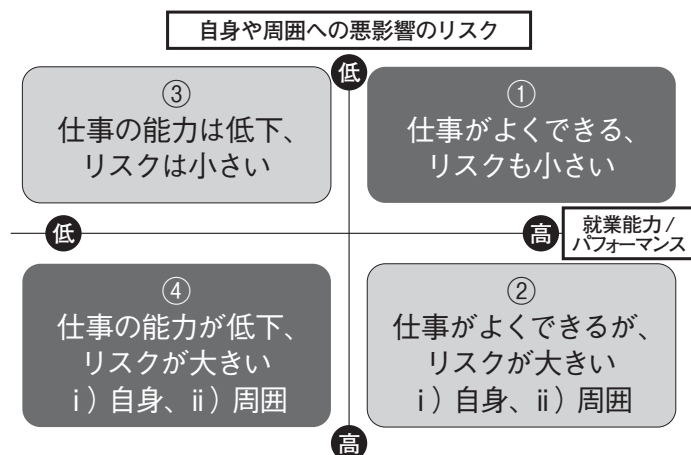 自身や周囲への悪影響のリスク
低
③
仕事の能力は低下、
リスクは小さい
①
仕事がよくできる、
リスクも小さい
低
高
就業能力/
パフォーマンス
④
仕事の能力が低下、
リスクが大きい
ⅰ）自身、ⅱ）周囲
②
仕事がよくできるが、
リスクが大きい
ⅰ）自身、ⅱ）周囲
高